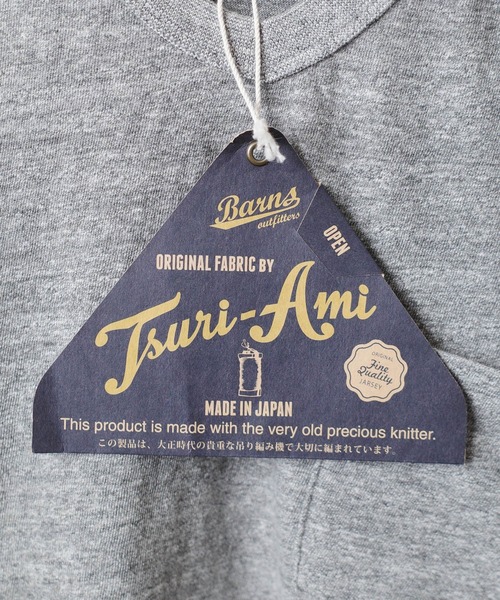 Barns
outfitters
OPEN
ORIGINAL FABRIC BY
Tsuri-Ami
ORIGINAL
Fine
Quality
JARSEY
MADE IN JAPAN
This product is made with the very old precious knitter.
この製品は、大正時代の貴重な吊り編み機で大切に編まれています。